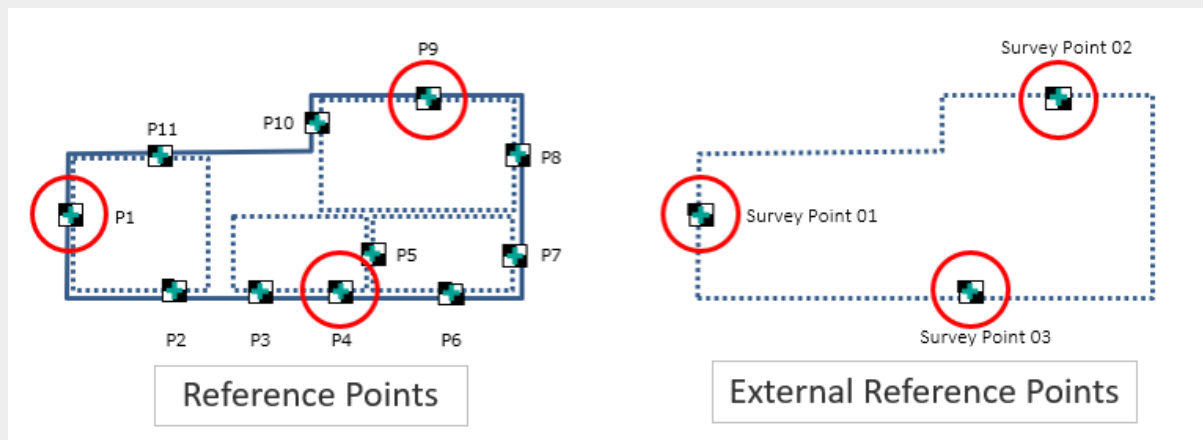 P9
P10
P11
P8
P1
P5
P7
P2
P3
P4
P6
Reference Points
Survey Point 02
Survey Point 01
Survey Point 03
External Reference Points